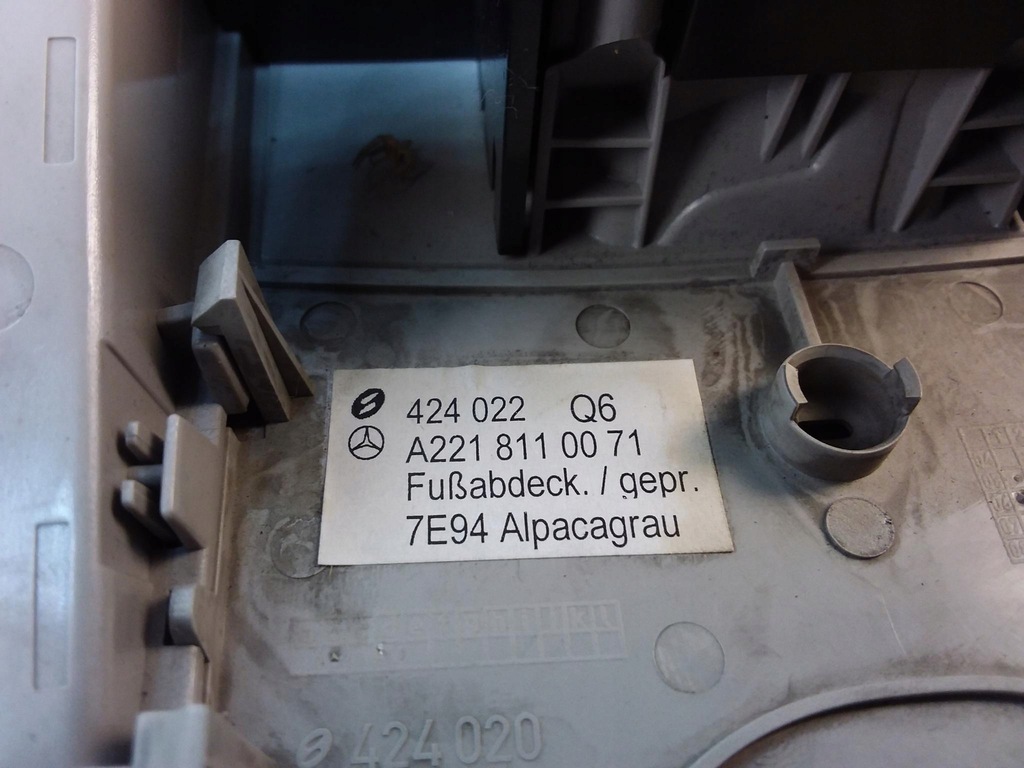 424 022 Q6
A221 811 00 71
Fußabdeck. / gepr.
7E94 Alpacagrau
424 020